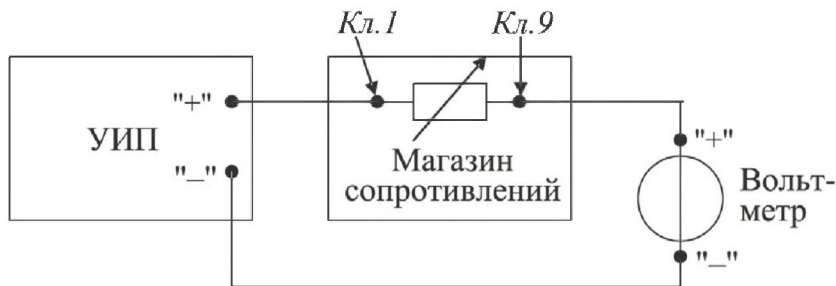 Кл.1
Кл.9
"+"
УИП
"_"
Магазин
сопротивлений
"+"
Вольт-
метр
"_"